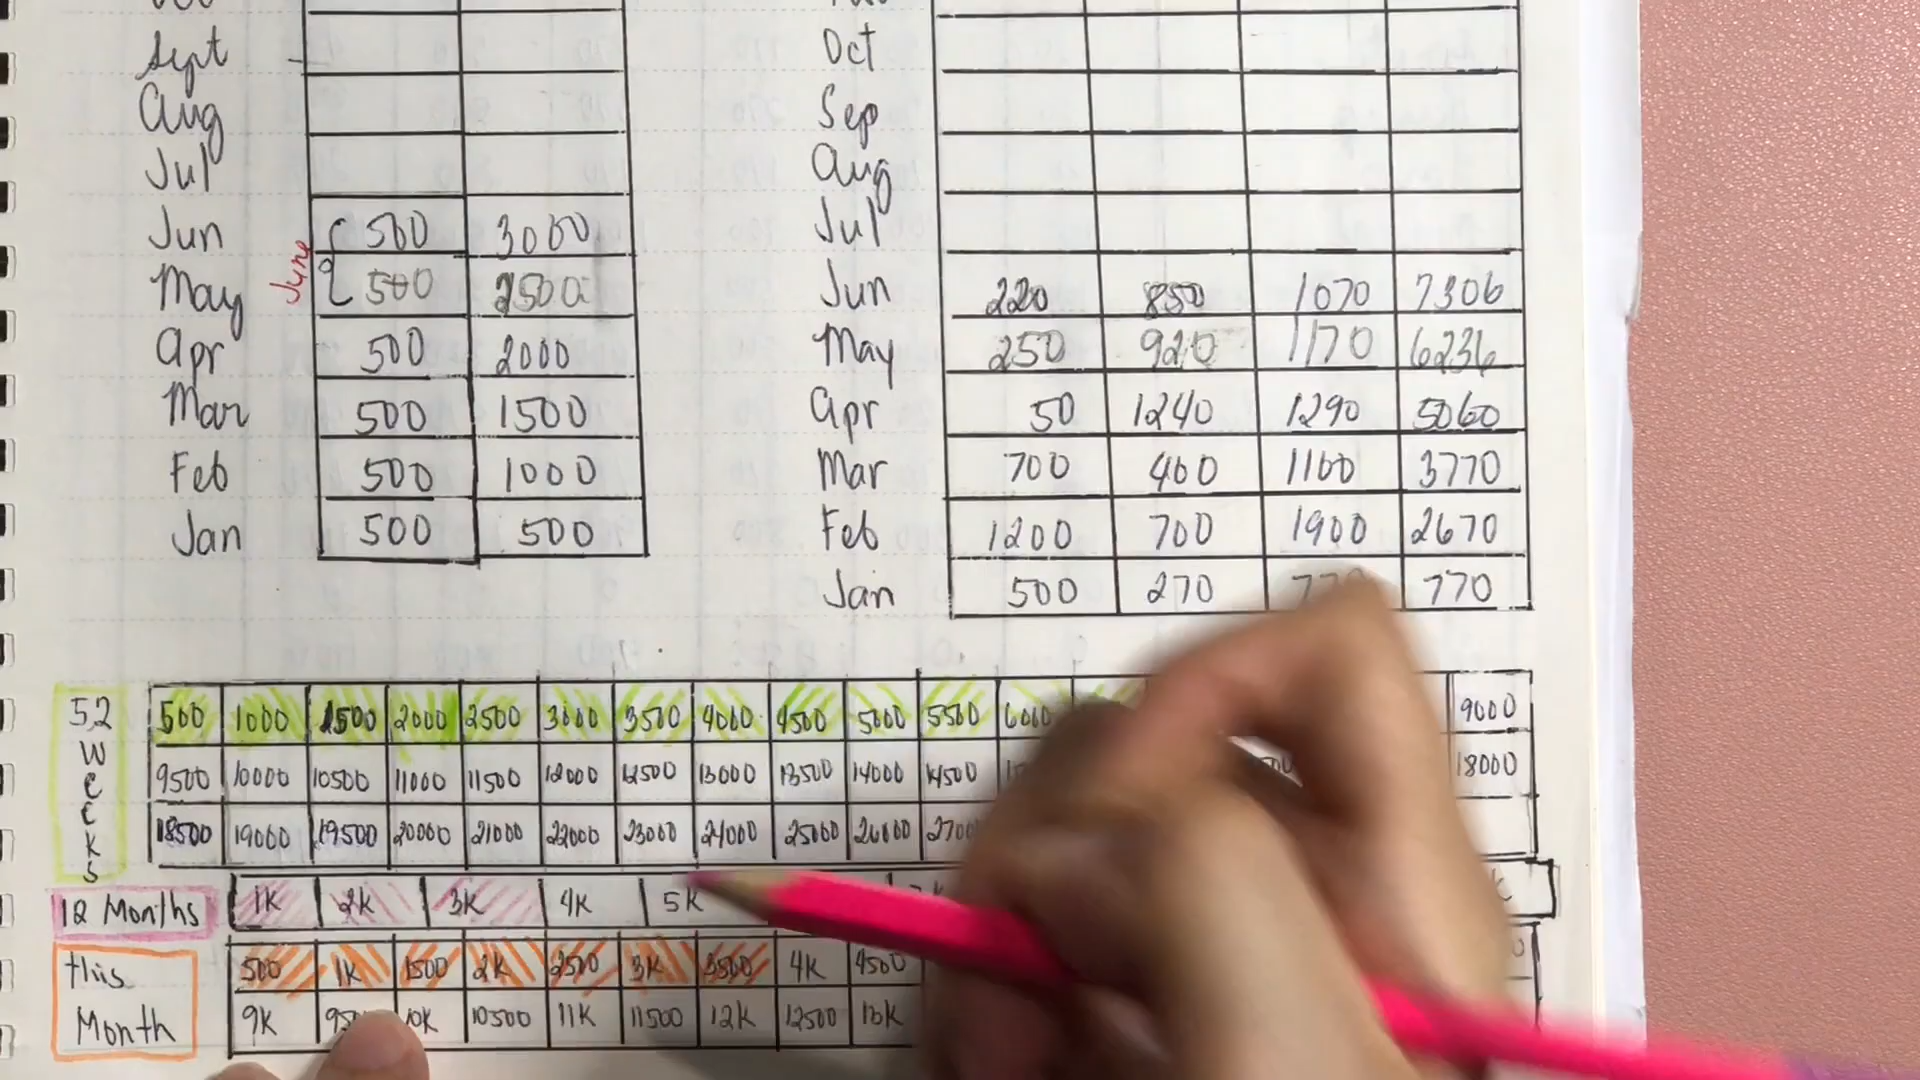 Sept
Aug
Jul
Jun 500 3000
June
May 500 2500
Apr 500 2000
Mar 500 1500
Feb 500 1000
Jan 500 500
Oct
Sep
Aug
Jul
Jun 220 850 1070 7306
May 250 920 1170 6236
Apr 50 1240 1290 5060
Mar 700 400 1100 3770
Feb 1200 700 1900 2670
Jan 500 270 770
52 Weeks
500 1000 1500 2000 2500 3000 3500 4000 4500 5000 5500 6000 9000
9500 10000 10500 11000 11500 12000 12500 13000 13500 14000 14500 18000
18500 19000 19500 20000 21000 22000 23000 24000 25000 26000
12 Months 1K 2K 3K 4K 5K
this Month
500 1K 1500 2K 2500 3K 3500 4K 4500
9K 10K 10500 11K 11500 12K 12500 13K